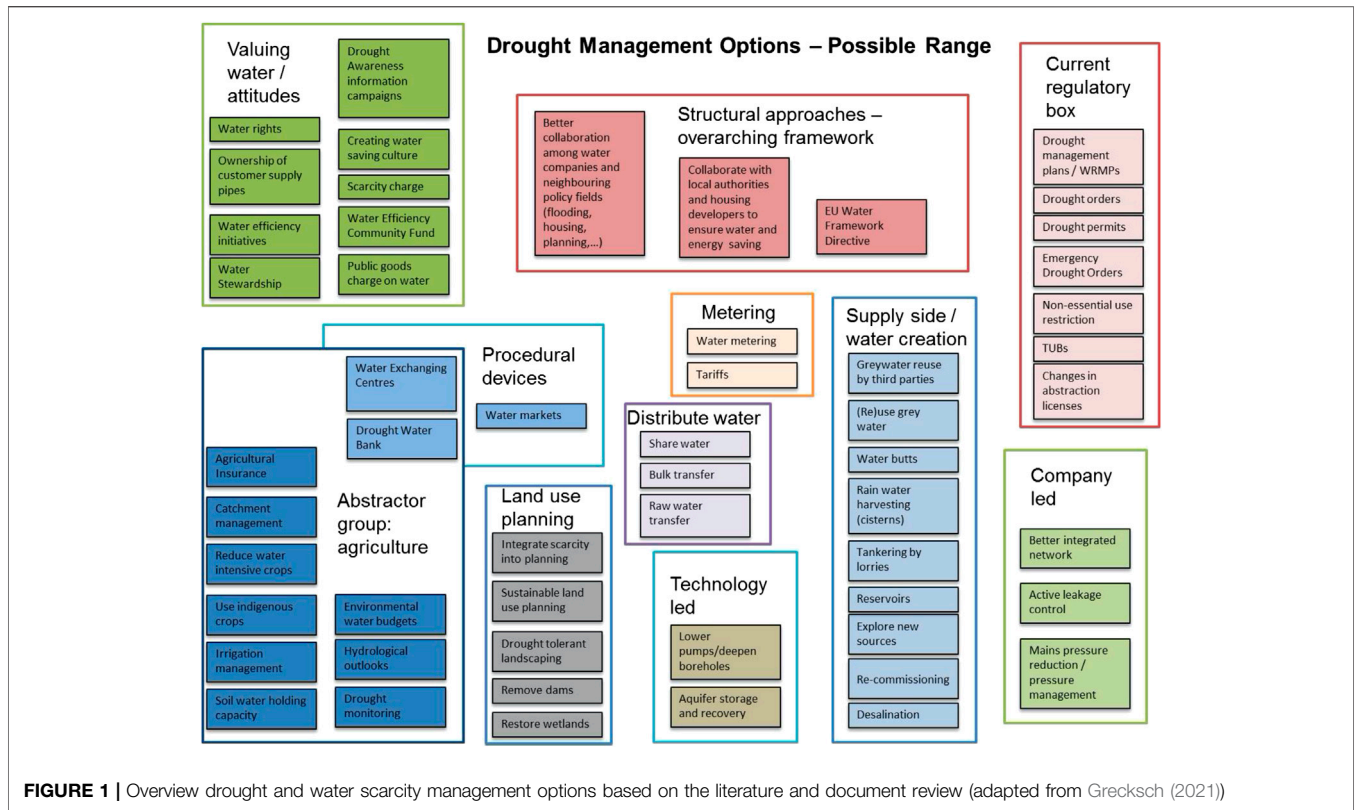 Drought Management Options – Possible Range
Valuing
water /
attitudes
Water rights
Ownership of
customer supply
pipes
Water efficiency
initiatives
Water
Stewardship
Drought
Awareness
information
campaigns
Creating water
saving culture
Scarcity charge
Water Efficiency
Community Fund
Public goods
charge on water
Structural approaches –
overarching framework
Better
collaboration
among water
companies and
neighbouring
policy fields
(flooding,
housing,
planning,...)
Collaborate with
local authorities
and housing
developers to
ensure water and
energy saving
EU Water
Framework
Directive
Current
regulatory
box
Drought
management
plans / WRMPs
Drought orders
Drought permits
Emergency
Drought Orders
Non-essential use
restriction
TUBs
Changes in
abstraction
licenses
Procedural
devices
Water Exchanging
Centres
Drought Water
Bank
Water markets
Abstractor
group:
agriculture
Agricultural
Insurance
Catchment
management
Reduce water
intensive crops
Use indigenous
crops
Irrigation
management
Soil water holding
capacity
Environmental
water budgets
Hydrological
outlooks
Drought
monitoring
Metering
Water metering
Tariffs
Distribute water
Share water
Bulk transfer
Raw water
transfer
Land use
planning
Integrate scarcity
into planning
Sustainable land
use planning
Drought tolerant
landscaping
Remove dams
Restore wetlands
Technology
led
Lower
pumps/deepen
boreholes
Aquifer storage
and recovery
Supply side /
water creation
Greywater reuse
by third parties
(Re)use grey
water
Water butts
Rain water
harvesting
(cisterns)
Tankering by
lorries
Reservoirs
Explore new
sources
Re-commissioning
Desalination
Company
led
Better integrated
network
Active leakage
control
Mains pressure
reduction /
pressure
management
FIGURE 1 | Overview drought and water scarcity management options based on the literature and document review (adapted from Grecksch (2021))